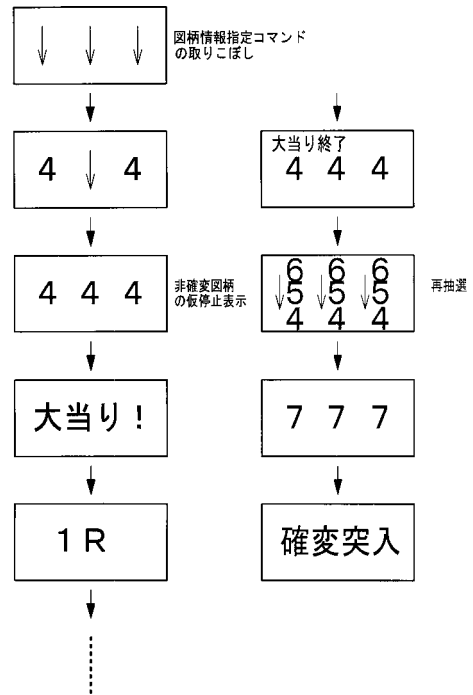 図柄情報指定コマンド
の取りこぼし
4 4
4 4 4
非確変図柄
の仮停止表示
大当り！
1R
大当り終了
4 4 4
6 6 6
5 5 5
4 4 4
再抽選
7 7 7
確変突入